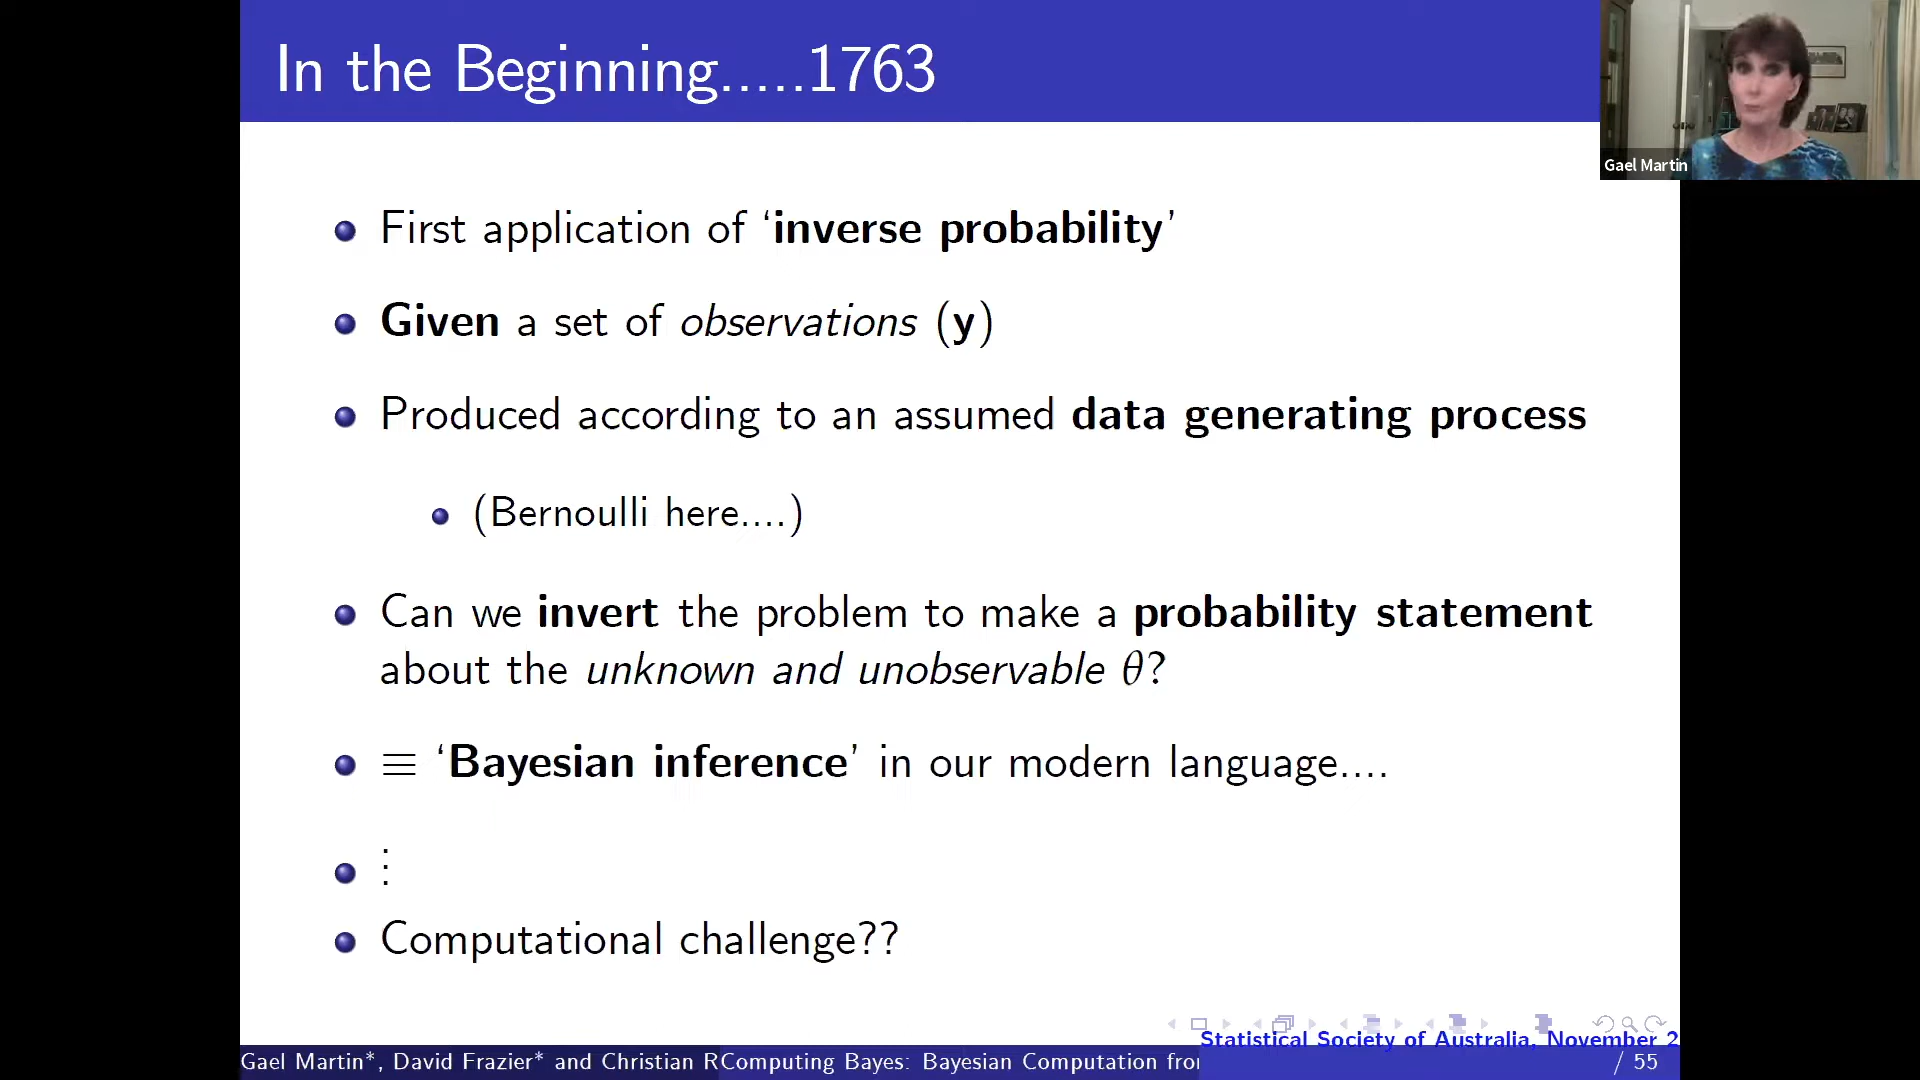 In the Beginning.....1763
Gael Martin
First application of ‘inverse probability’
Given a set of observations (y)
Produced according to an assumed data generating process
(Bernoulli here....)
Can we invert the problem to make a probability statement
about the unknown and unobservable θ?
≡ ‘Bayesian inference’ in our modern language....
⋮
Computational challenge??
Statistical Society of Australia, November 2
Gael Martin*, David Frazier* and Christian R Computing Bayes: Bayesian Computation fro / 55